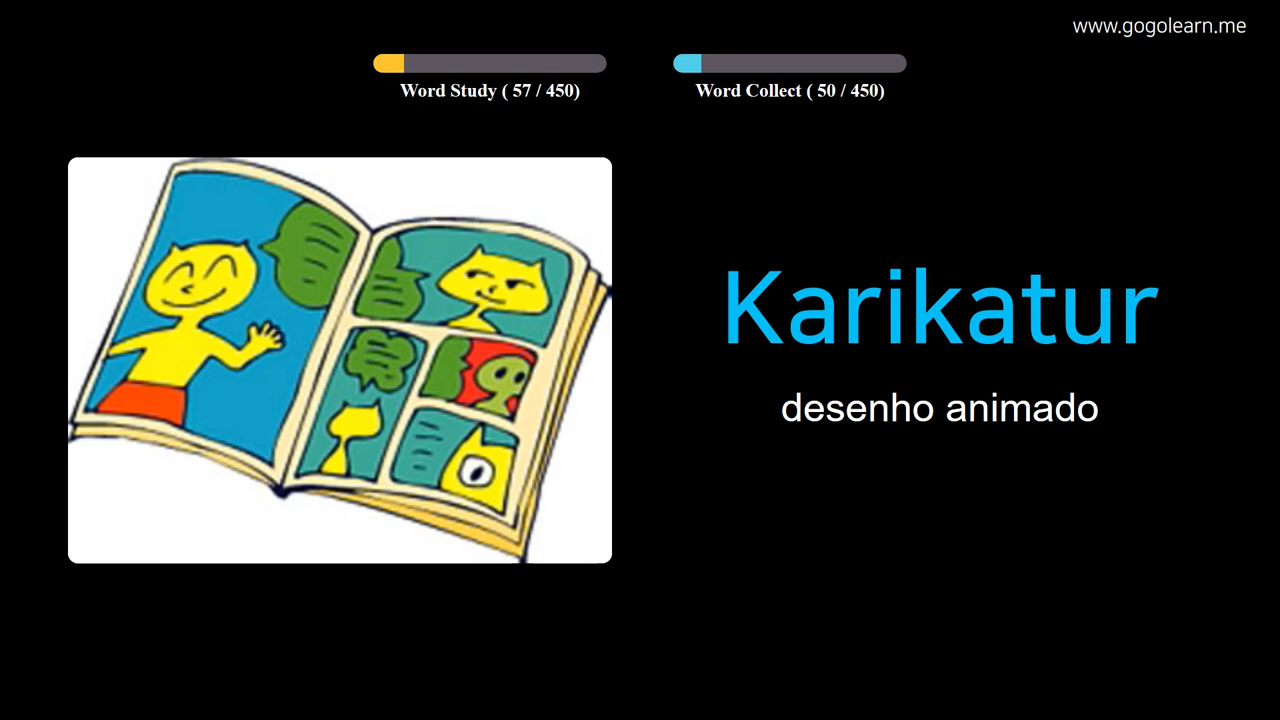 www.gogolearn.me
Word Study ( 57 / 450)
Word Collect ( 50 / 450)
Karikatur
desenho animado